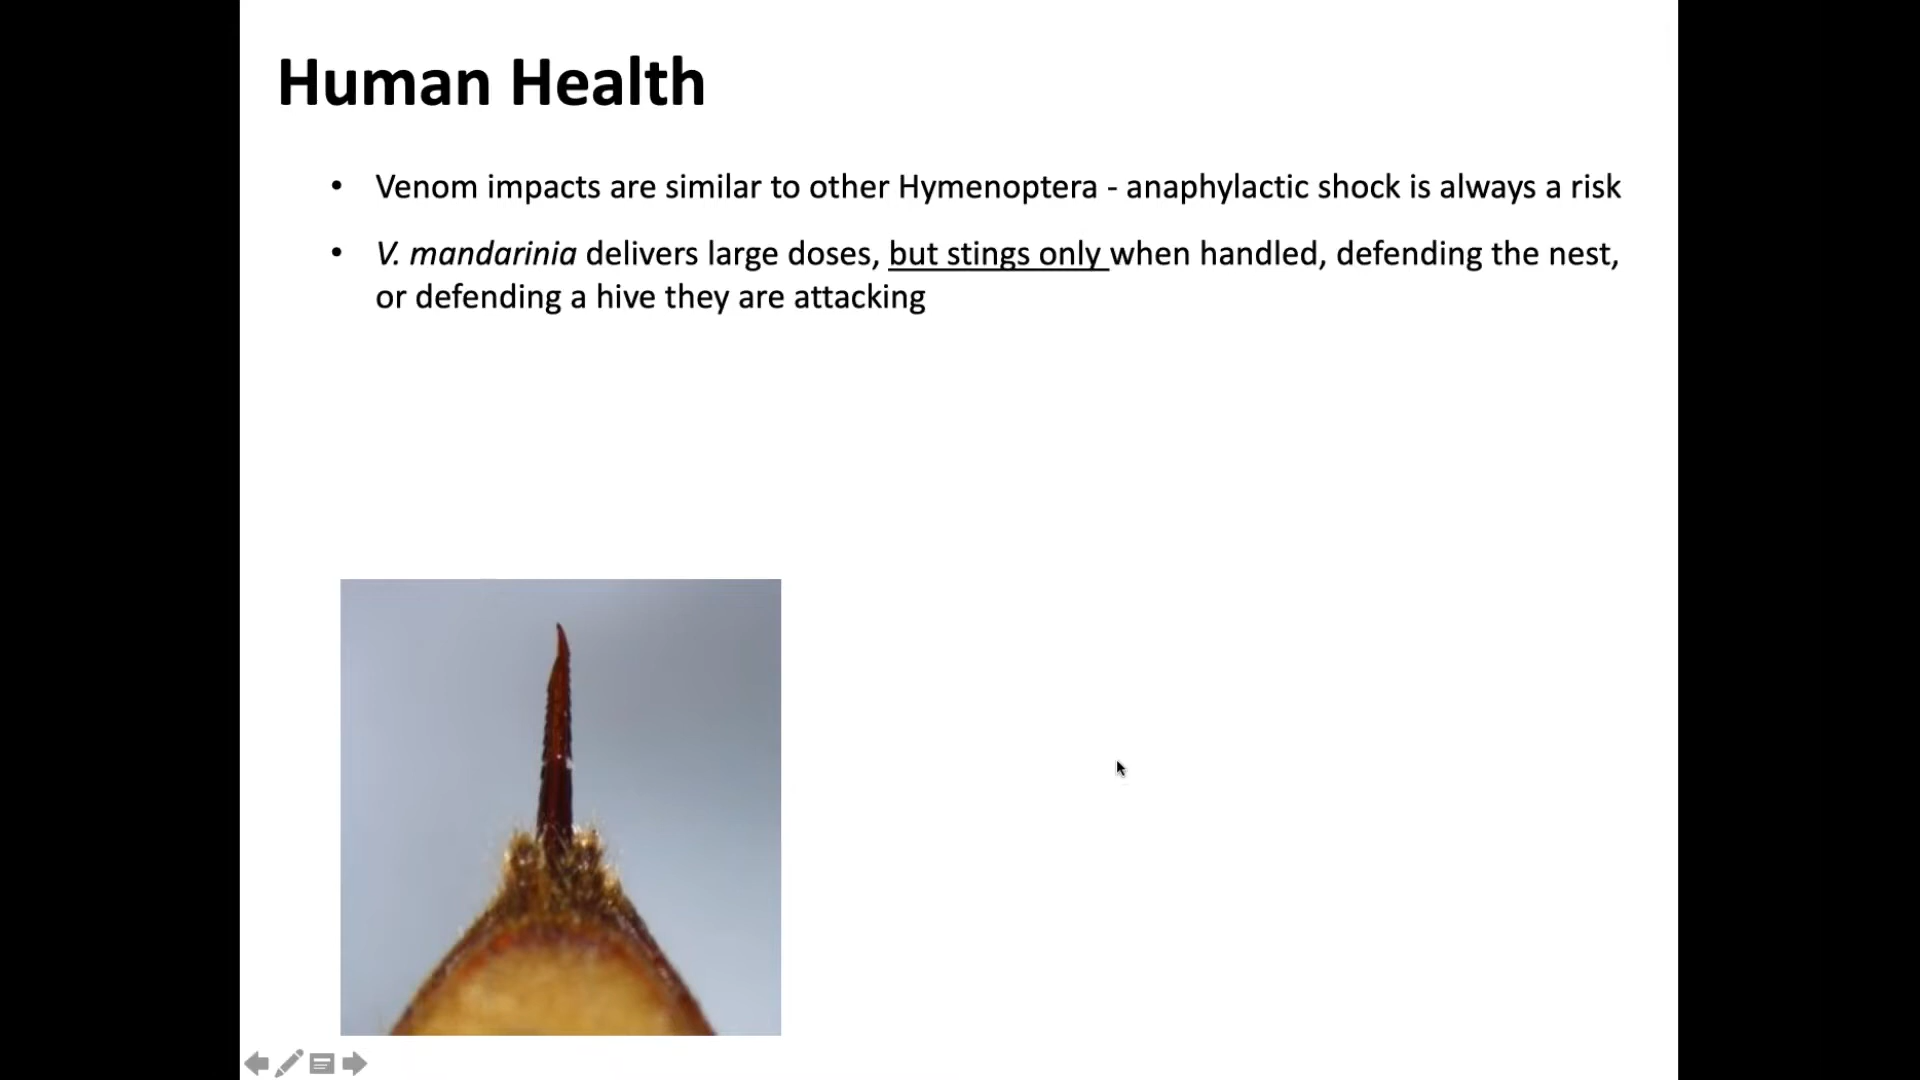 Human Health
• Venom impacts are similar to other Hymenoptera - anaphylactic shock is always a risk
• V. mandarinia delivers large doses, but stings only when handled, defending the nest,
or defending a hive they are attacking